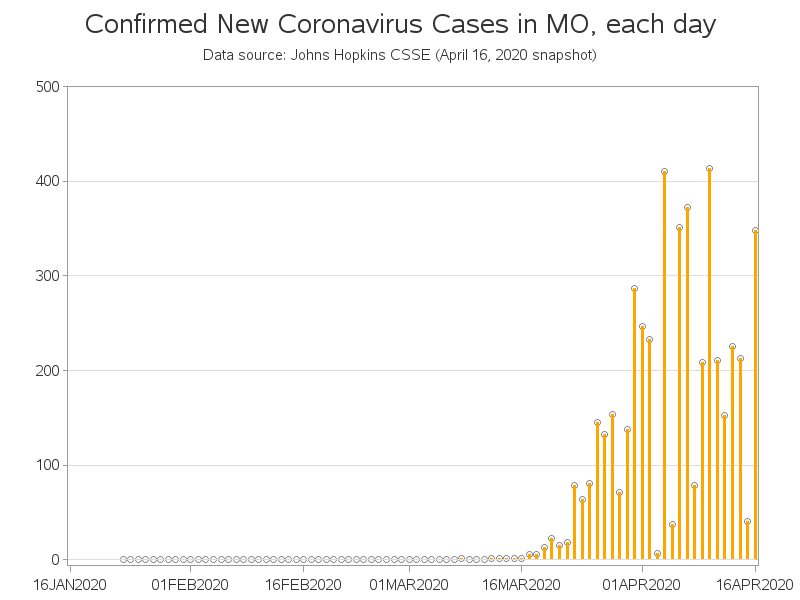 Confirmed New Coronavirus Cases in MO, each day
Data source: Johns Hopkins CSSE (April 16, 2020 snapshot)
500
400
300
200
100
0
16JAN2020 01FEB2020 16FEB2020 01MAR2020 16MAR2020 01APR2020 16APR2020